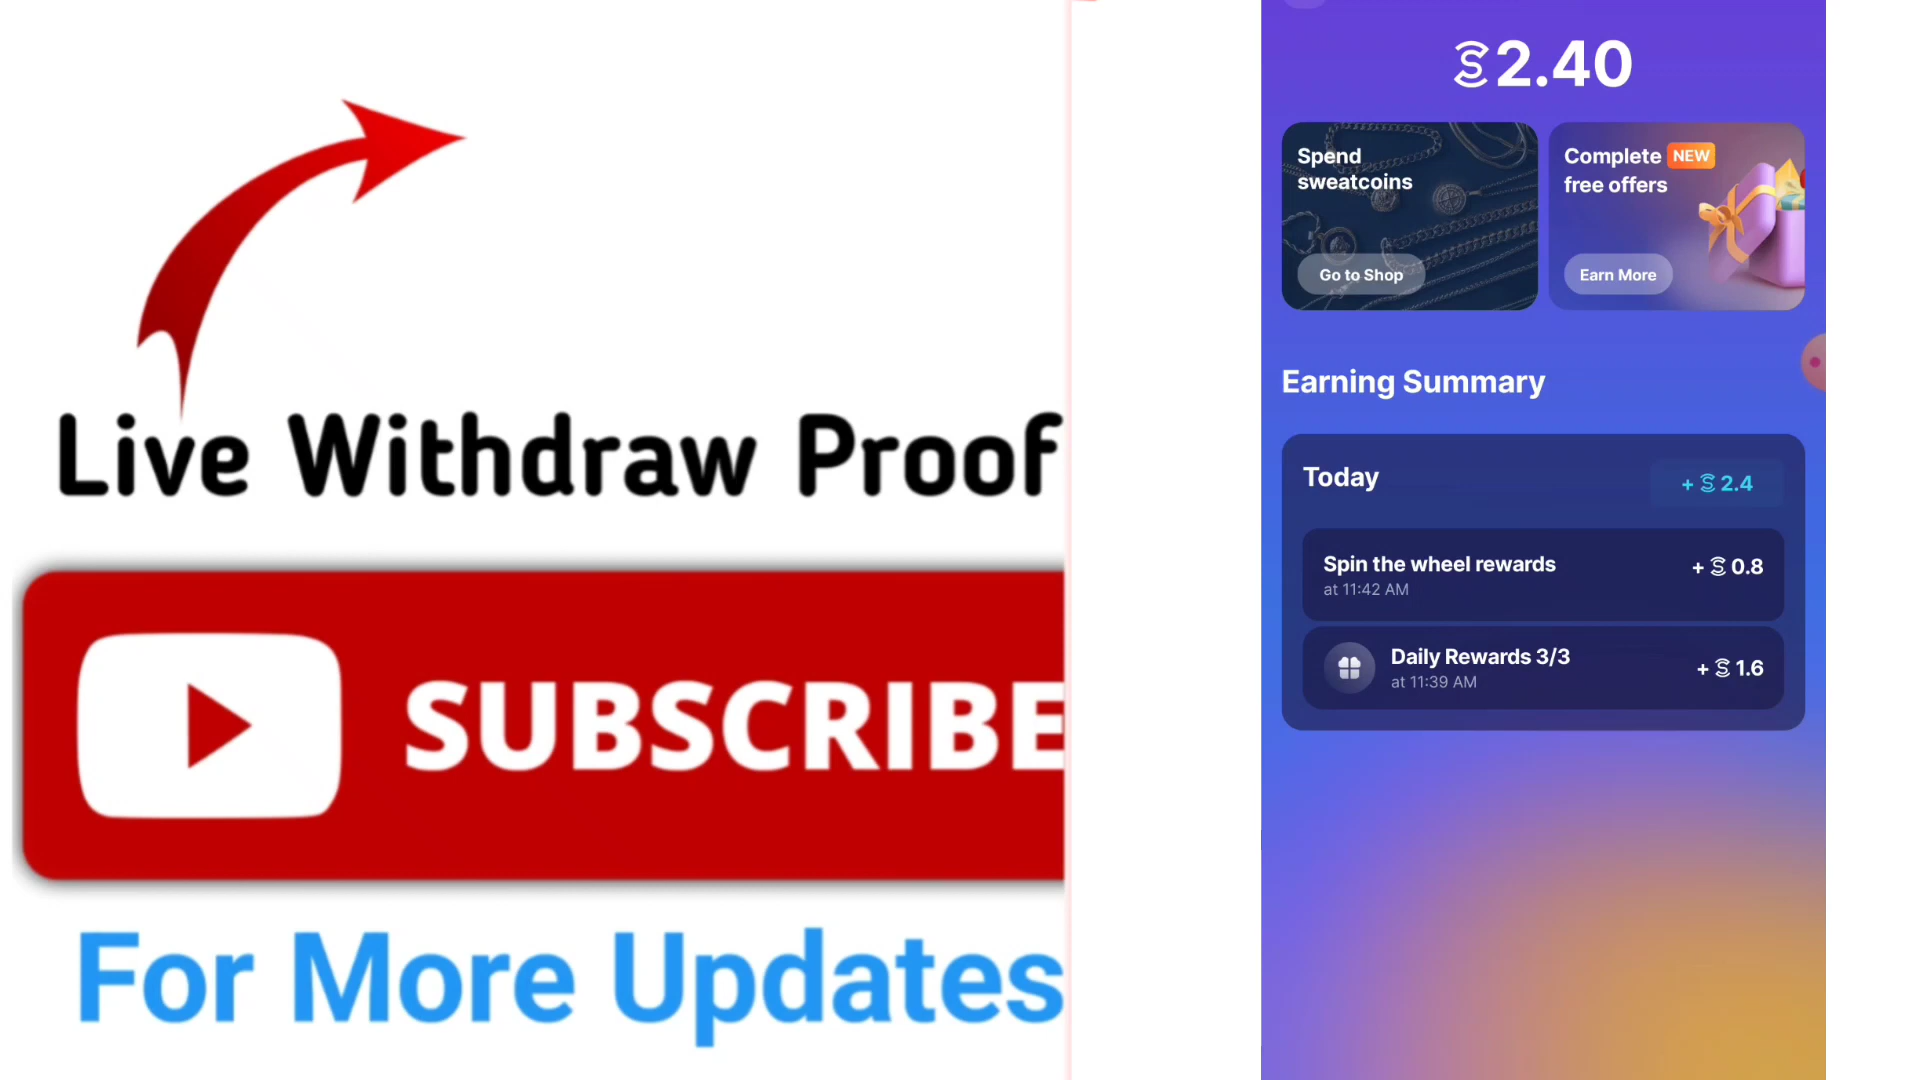 Live Withdraw Proof
SUBSCRIBE
For More Updates
2.40
Spend
sweatcoins
Go to Shop
Complete NEW
free offers
Earn More
Earning Summary
Today
+ 2.4
Spin the wheel rewards
+ 0.8
at 11:42 AM
Daily Rewards 3/3
+ 1.6
at 11:39 AM